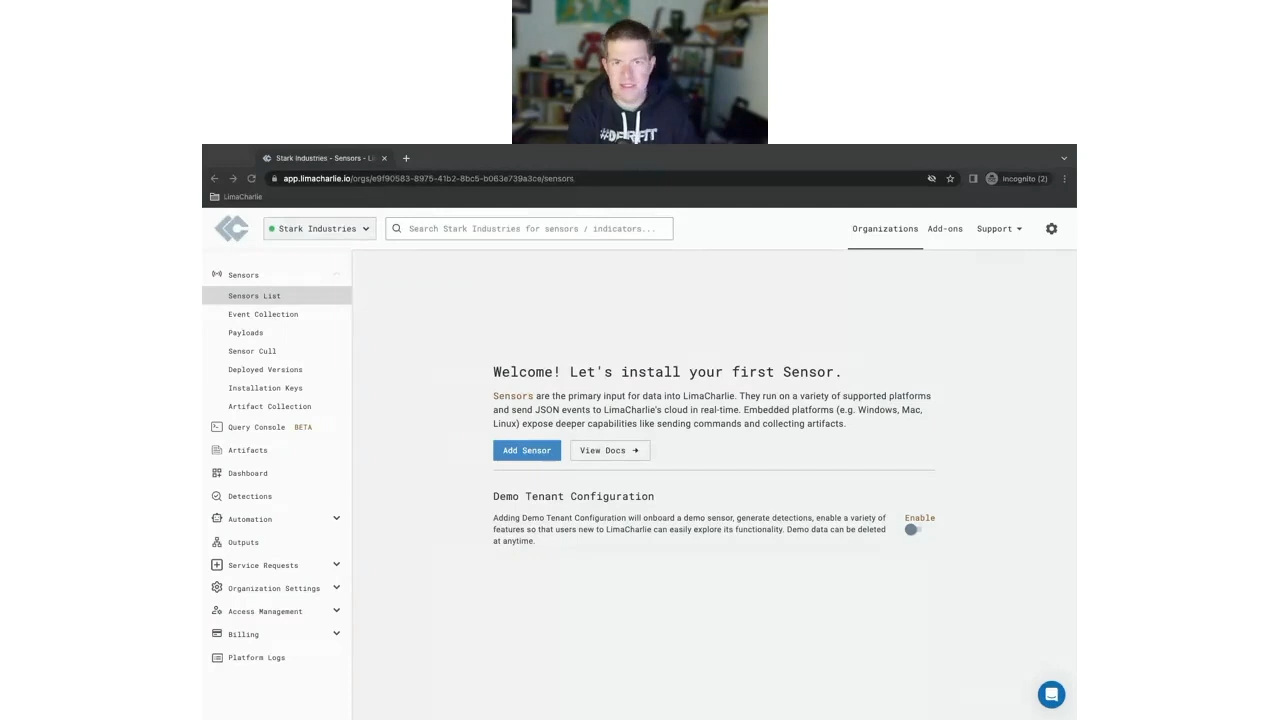 #DFRFIT
Stark Industries - Sensors - Li
app.limacharlie.io/orgs/e9f90583-8975-41b2-8bc5-b063e739a3ce/sensors
Incognito (2)
LimaCharlie
Stark Industries
Search Stark Industries for sensors / indicators...
Organizations
Add-ons
Support
Sensors
Sensors List
Event Collection
Payloads
Sensor Cull
Deployed Versions
Installation Keys
Artifact Collection
Query Console BETA
Artifacts
Dashboard
Detections
Automation
Outputs
Service Requests
Organization Settings
Access Management
Billing
Platform Logs
Welcome! Let's install your first Sensor.
Sensors are the primary input for data into LimaCharlie. They run on a variety of supported platforms
and send JSON events to LimaCharlie's cloud in real-time. Embedded platforms (e.g. Windows, Mac,
Linux) expose deeper capabilities like sending commands and collecting artifacts.
Add Sensor
View Docs →
Demo Tenant Configuration
Adding Demo Tenant Configuration will onboard a demo sensor, generate detections, enable a variety of
features so that users new to LimaCharlie can easily explore its functionality. Demo data can be deleted
at anytime.
Enable